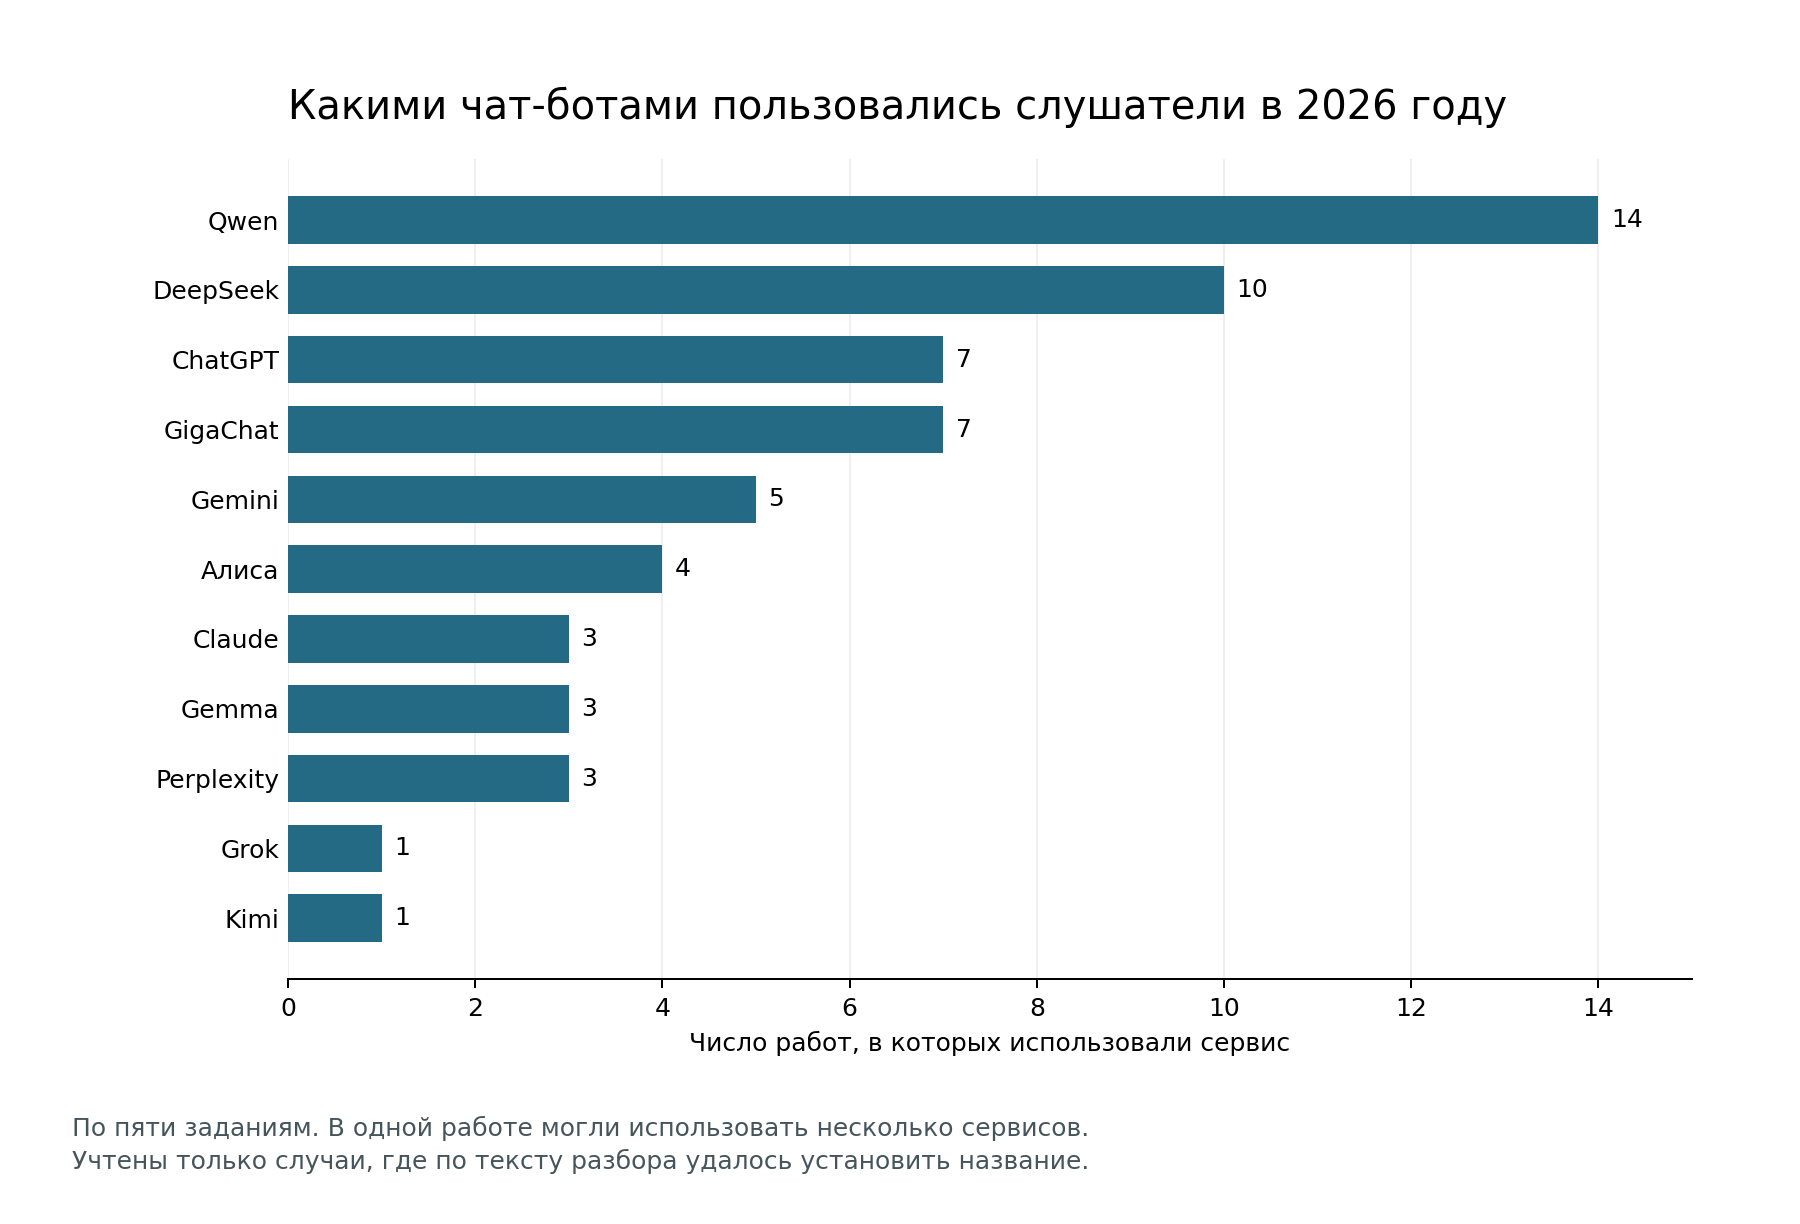 Какими чат-ботами пользовались слушатели в 2026 году
Qwen 14
DeepSeek 10
ChatGPT 7
GigaChat 7
Gemini 5
Алиса 4
Claude 3
Gemma 3
Perplexity 3
Grok 1
Kimi 1
0 2 4 6 8 10 12 14
Число работ, в которых использовали сервис
По пяти заданиям. В одной работе могли использовать несколько сервисов.
Учтены только случаи, где по тексту разбора удалось установить название.